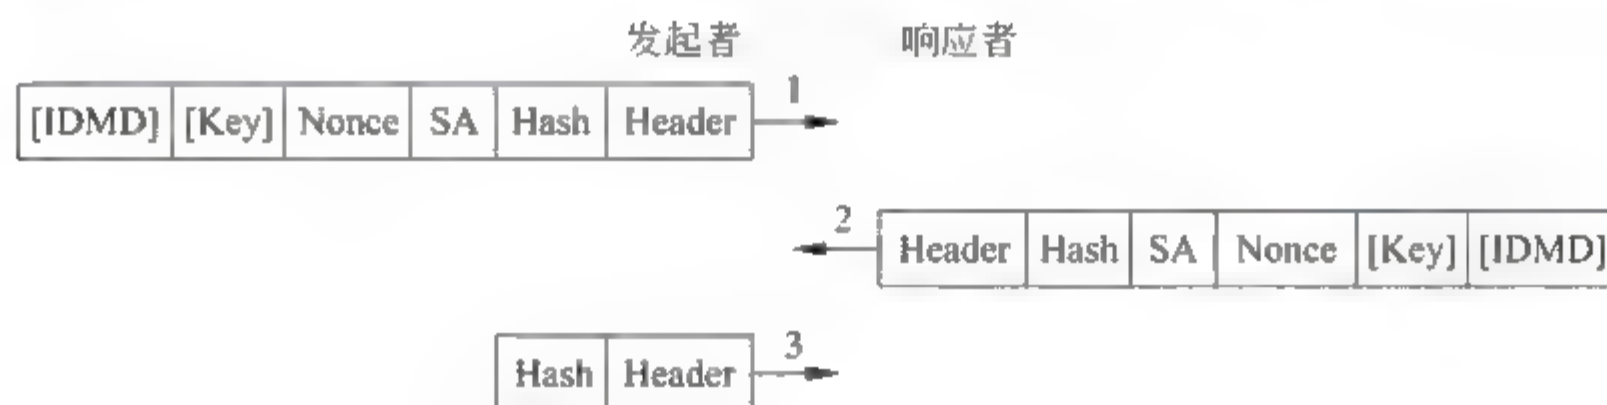 发起者 响应者
1
[IDMD] [Key] Nonce SA Hash Header
2
Header Hash SA Nonce [Key] [IDMD]
3
Hash Header